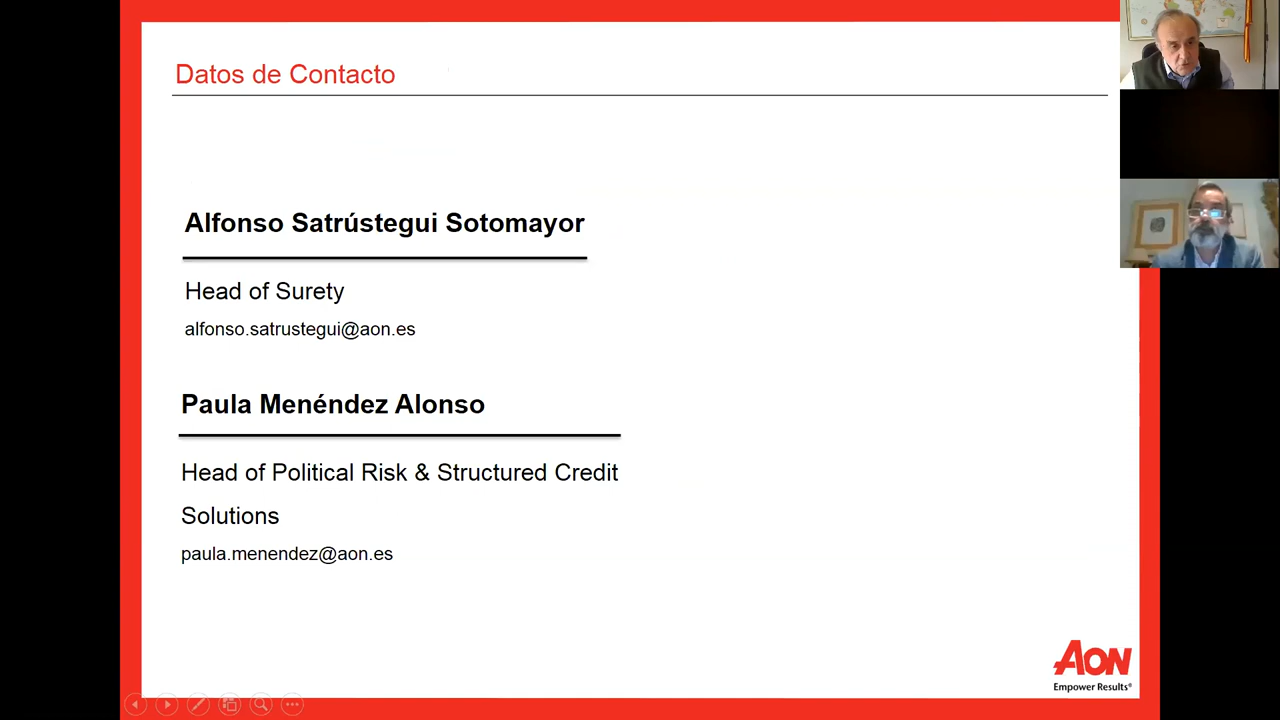 Datos de Contacto
Alfonso Satrústegui Sotomayor
Head of Surety
alfonso.satrustegui@aon.es
Paula Menéndez Alonso
Head of Political Risk & Structured Credit
Solutions
paula.menendez@aon.es
AON
Empower Results®